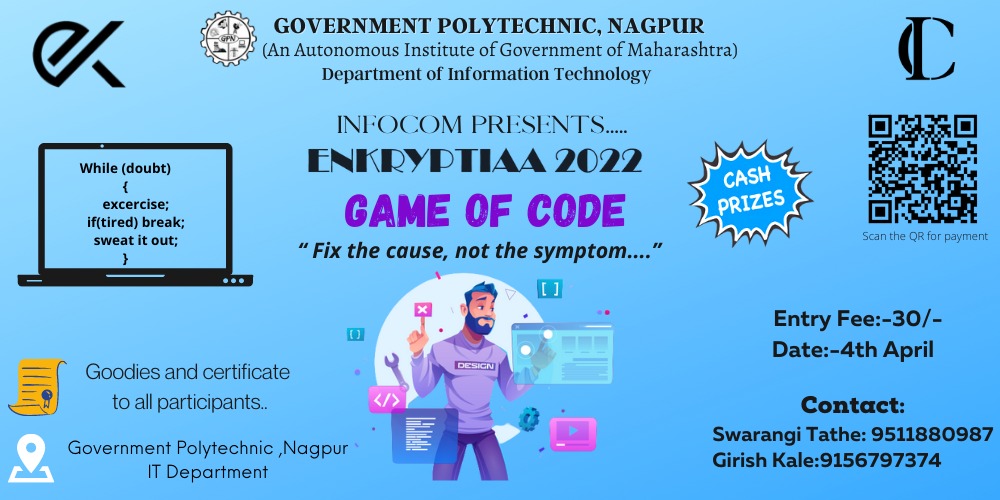 GPN
GOVERNMENT POLYTECHNIC, NAGPUR
(An Autonomous Institute of Government of Maharashtra)
Department of Information Technology
INFOCOM PRESENTS.....
ENKRYPTIAA 2022
GAME OF CODE
“ Fix the cause, not the symptom....”
While (doubt)
{
excercise;
if(tired) break;
sweat it out;
}
CASH
PRIZES
Scan the QR for payment
[ ]
[ ]
DESIGN
</>
Entry Fee:-30/-
Date:-4th April
Goodies and certificate
to all participants..
Government Polytechnic ,Nagpur
IT Department
Contact:
Swarangi Tathe: 9511880987
Girish Kale:9156797374